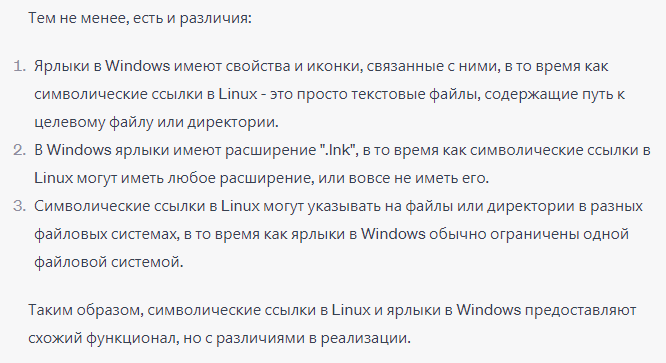 Тем не менее, есть и различия:
1. Ярлыки в Windows имеют свойства и иконки, связанные с ними, в то время как
символические ссылки в Linux - это просто текстовые файлы, содержащие путь к
целевому файлу или директории.
2. В Windows ярлыки имеют расширение ".lnk", в то время как символические ссылки в
Linux могут иметь любое расширение, или вовсе не иметь его.
3. Символические ссылки в Linux могут указывать на файлы или директории в разных
файловых системах, в то время как ярлыки в Windows обычно ограничены одной
файловой системой.
Таким образом, символические ссылки в Linux и ярлыки в Windows предоставляют
схожий функционал, но с различиями в реализации.